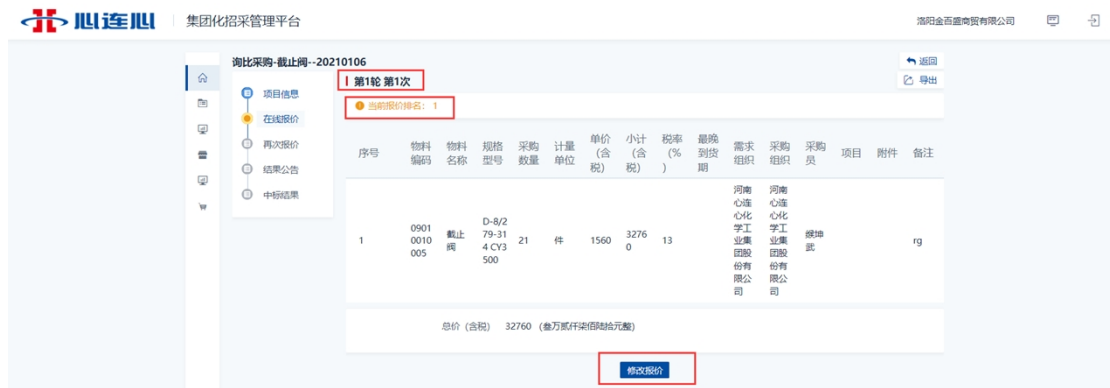 心连心 集团化招采管理平台 洛阳金百盛商贸有限公司
询比采购-截止阀--20210106 返回
第1轮 第1次 导出
项目信息
当前报价排名: 1
在线报价
再次报价
结果公告
中标结果
序号 物料编码 物料名称 规格型号 采购数量 计量单位 单价(含税) 小计(含税) 税率(%) 最晚到货期 需求组织 采购组织 采购员 项目 附件 备注
1 09010010005 截止阀 D-8/279-314 CY3500 21 件 1560 32760 13 河南心连心化学工业集团股份有限公司 河南心连心化学工业集团股份有限公司 坤武 rg
总价 (含税) 32760 (叁万贰仟柒佰陆拾元整)
修改报价